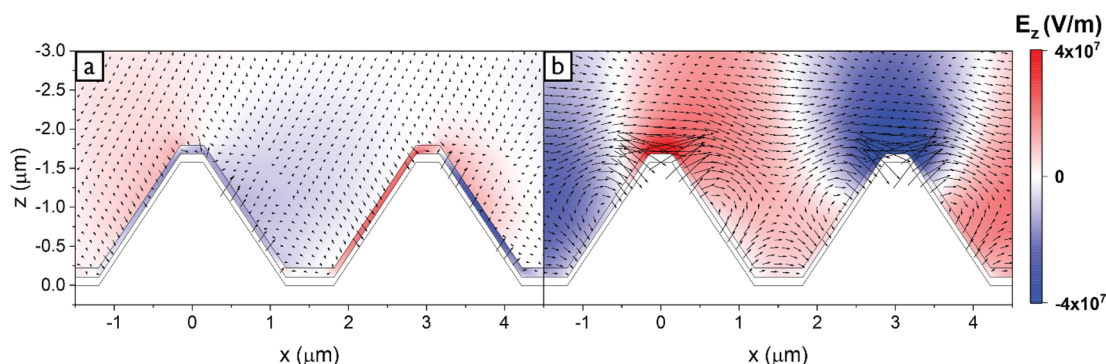 E_z (V/m)
a
b
-3.0
-2.5
-2.0
-1.5
-1.0
-0.5
0.0
z (µm)
4x10^7
0
-4x10^7
-1 0 1 2 3 4 -1 0 1 2 3 4
x (µm) x (µm)